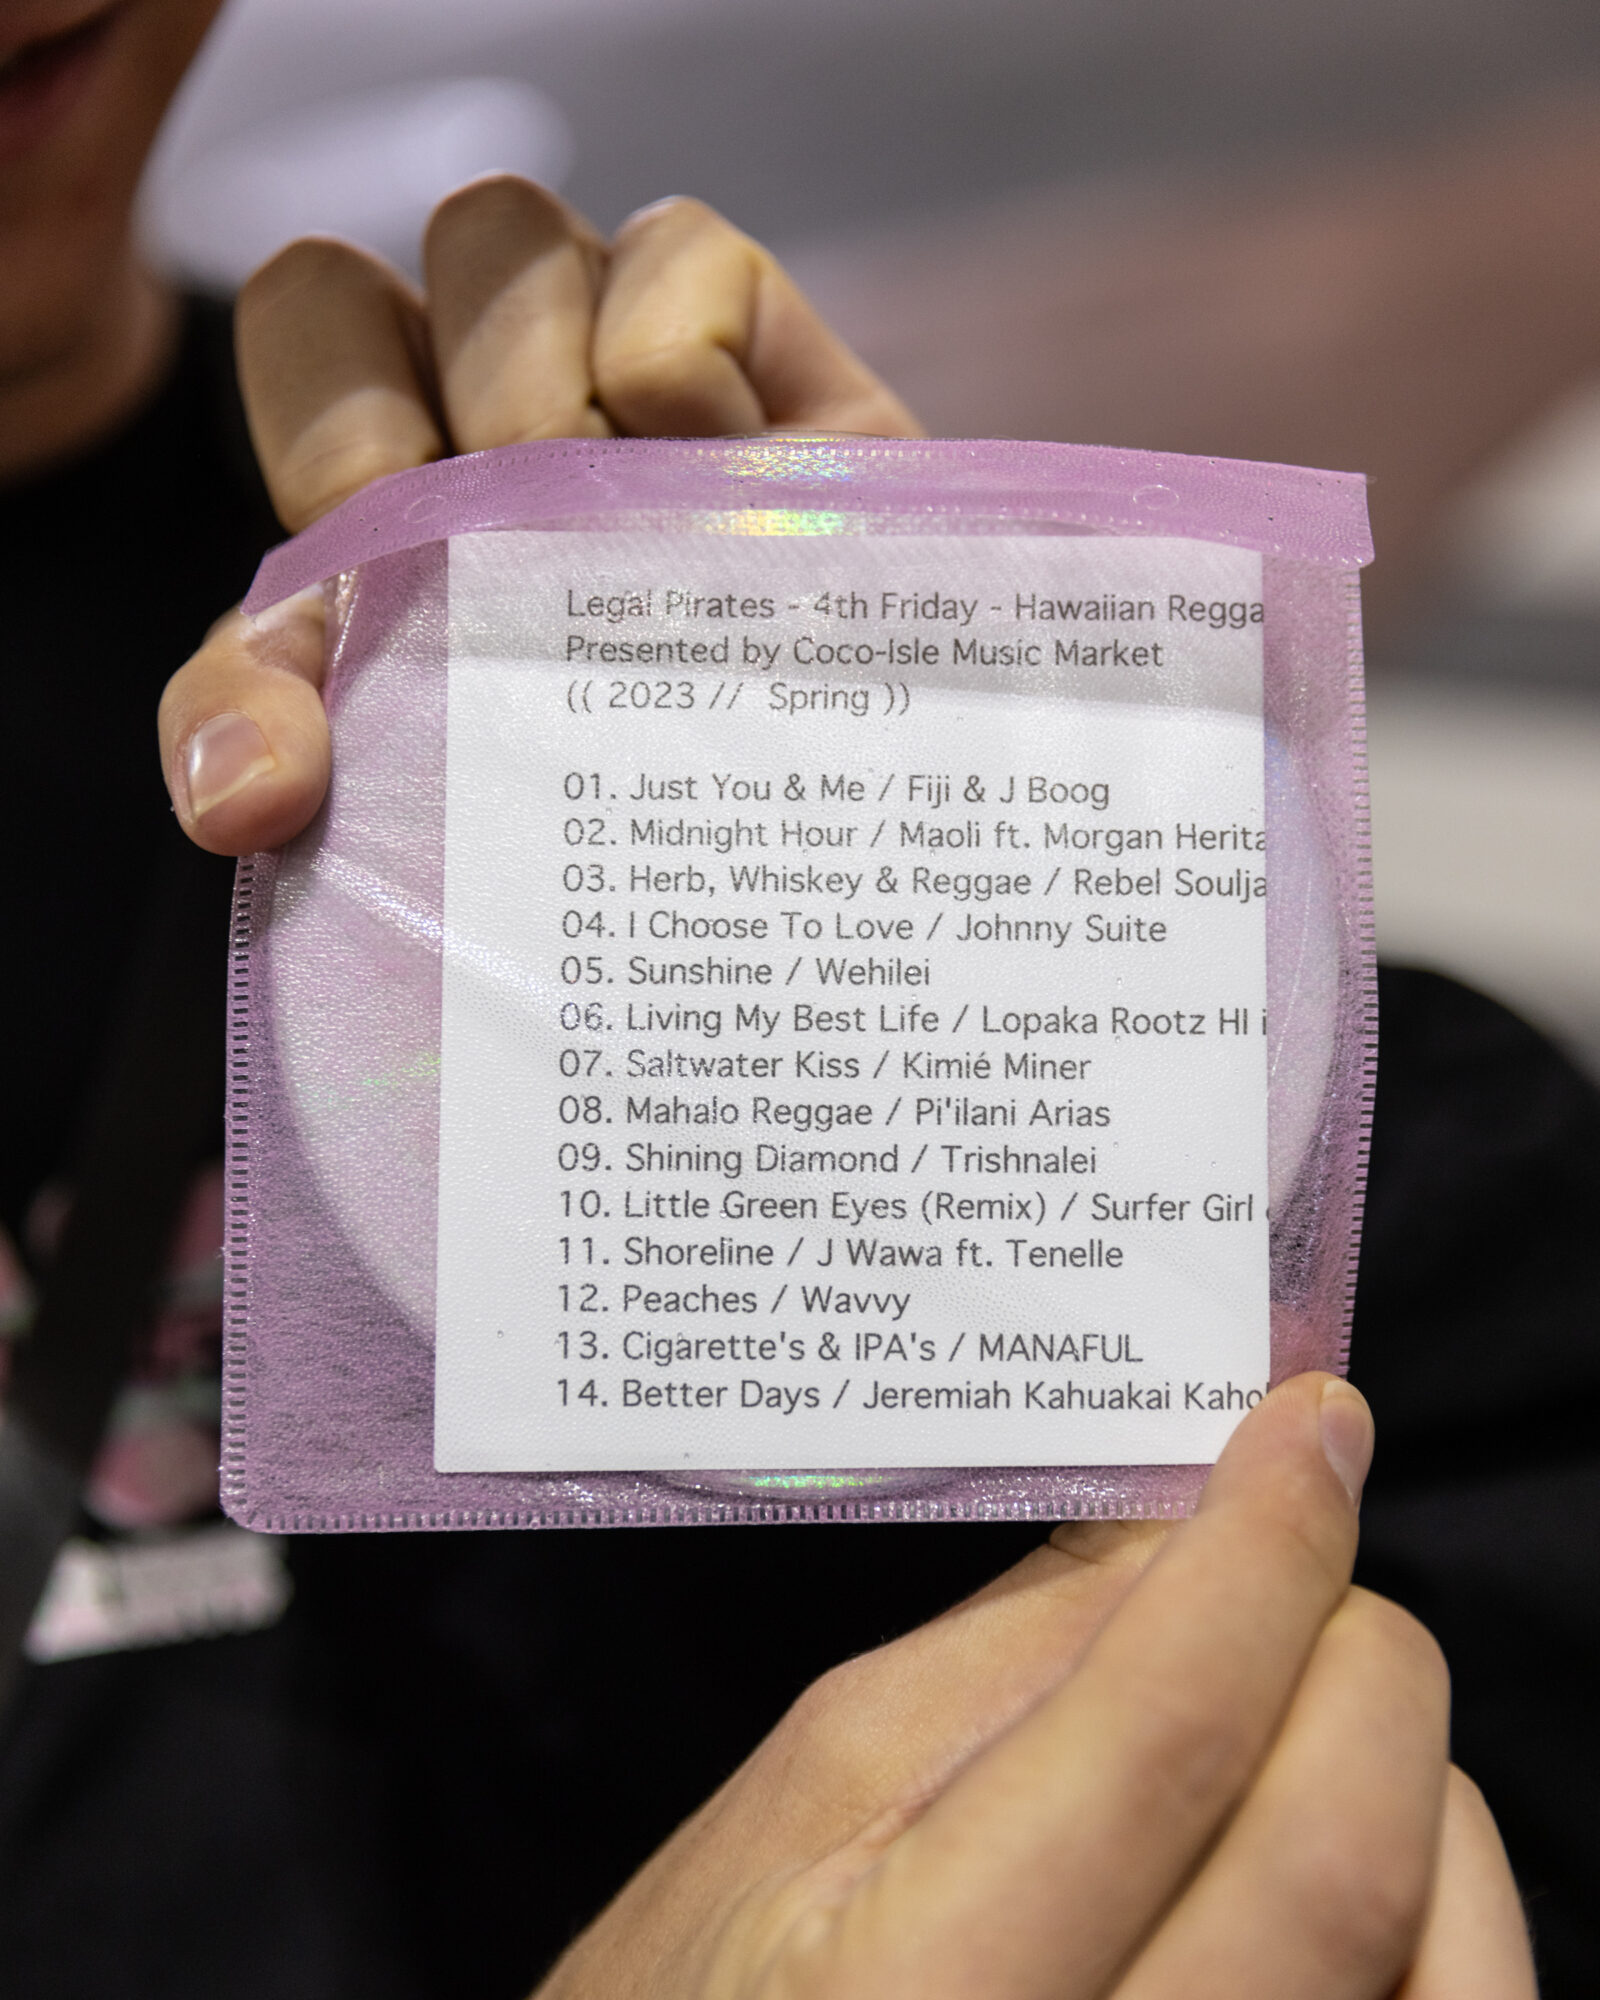 Legal Pirates - 4th Friday - Hawaiian Regga
Presented by Coco-Isle Music Market
(( 2023 // Spring ))
01. Just You & Me / Fiji & J Boog
02. Midnight Hour / Maoli ft. Morgan Herita
03. Herb, Whiskey & Reggae / Rebel Soulja
04. I Choose To Love / Johnny Suite
05. Sunshine / Wehilei
06. Living My Best Life / Lopaka Rootz HI i
07. Saltwater Kiss / Kimié Miner
08. Mahalo Reggae / Pi'ilani Arias
09. Shining Diamond / Trishnalei
10. Little Green Eyes (Remix) / Surfer Girl
11. Shoreline / J Wawa ft. Tenelle
12. Peaches / Wavvy
13. Cigarette's & IPA's / MANAFUL
14. Better Days / Jeremiah Kahuakai Kaho